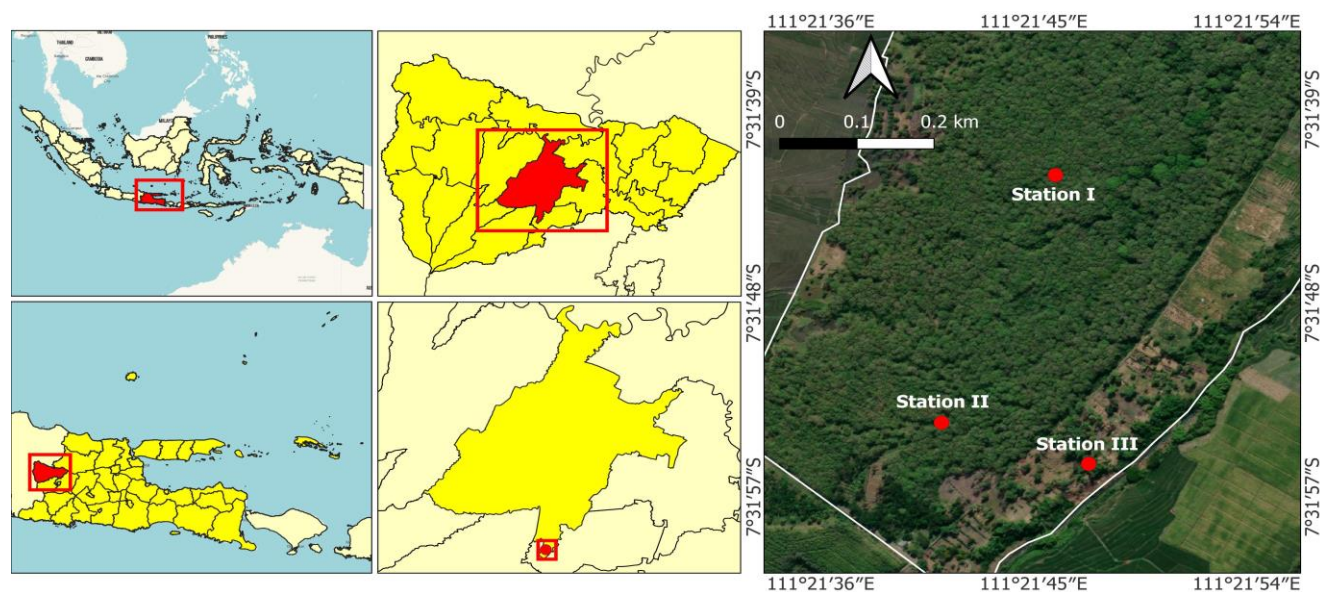 THAILAND
CAMBODIA
111°21′36″E 111°21′45″E 111°21′54″E
7°31′39″S 7°31′39″S
0 0.1 0.2 km
Station I
7°31′48″S 7°31′48″S
Station II
Station III
7°31′57″S 7°31′57″S
111°21′36″E 111°21′45″E 111°21′54″E